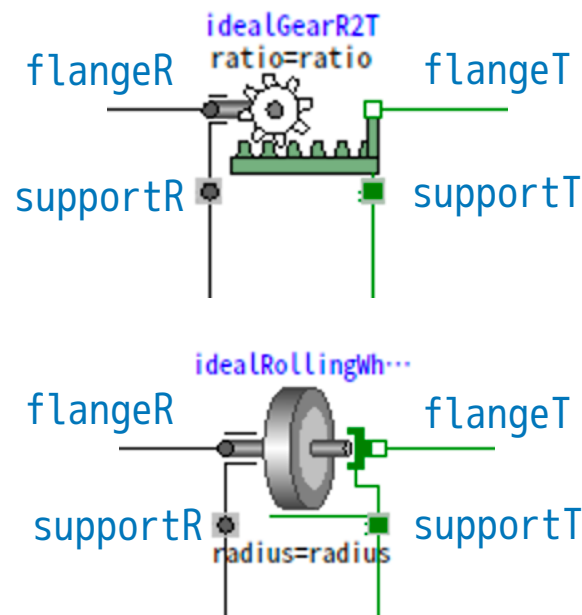 idealGearR2T
ratio=ratio
flangeR
flangeT
supportR
supportT
idealRollingWh…
flangeR
flangeT
supportR
supportT
radius=radius